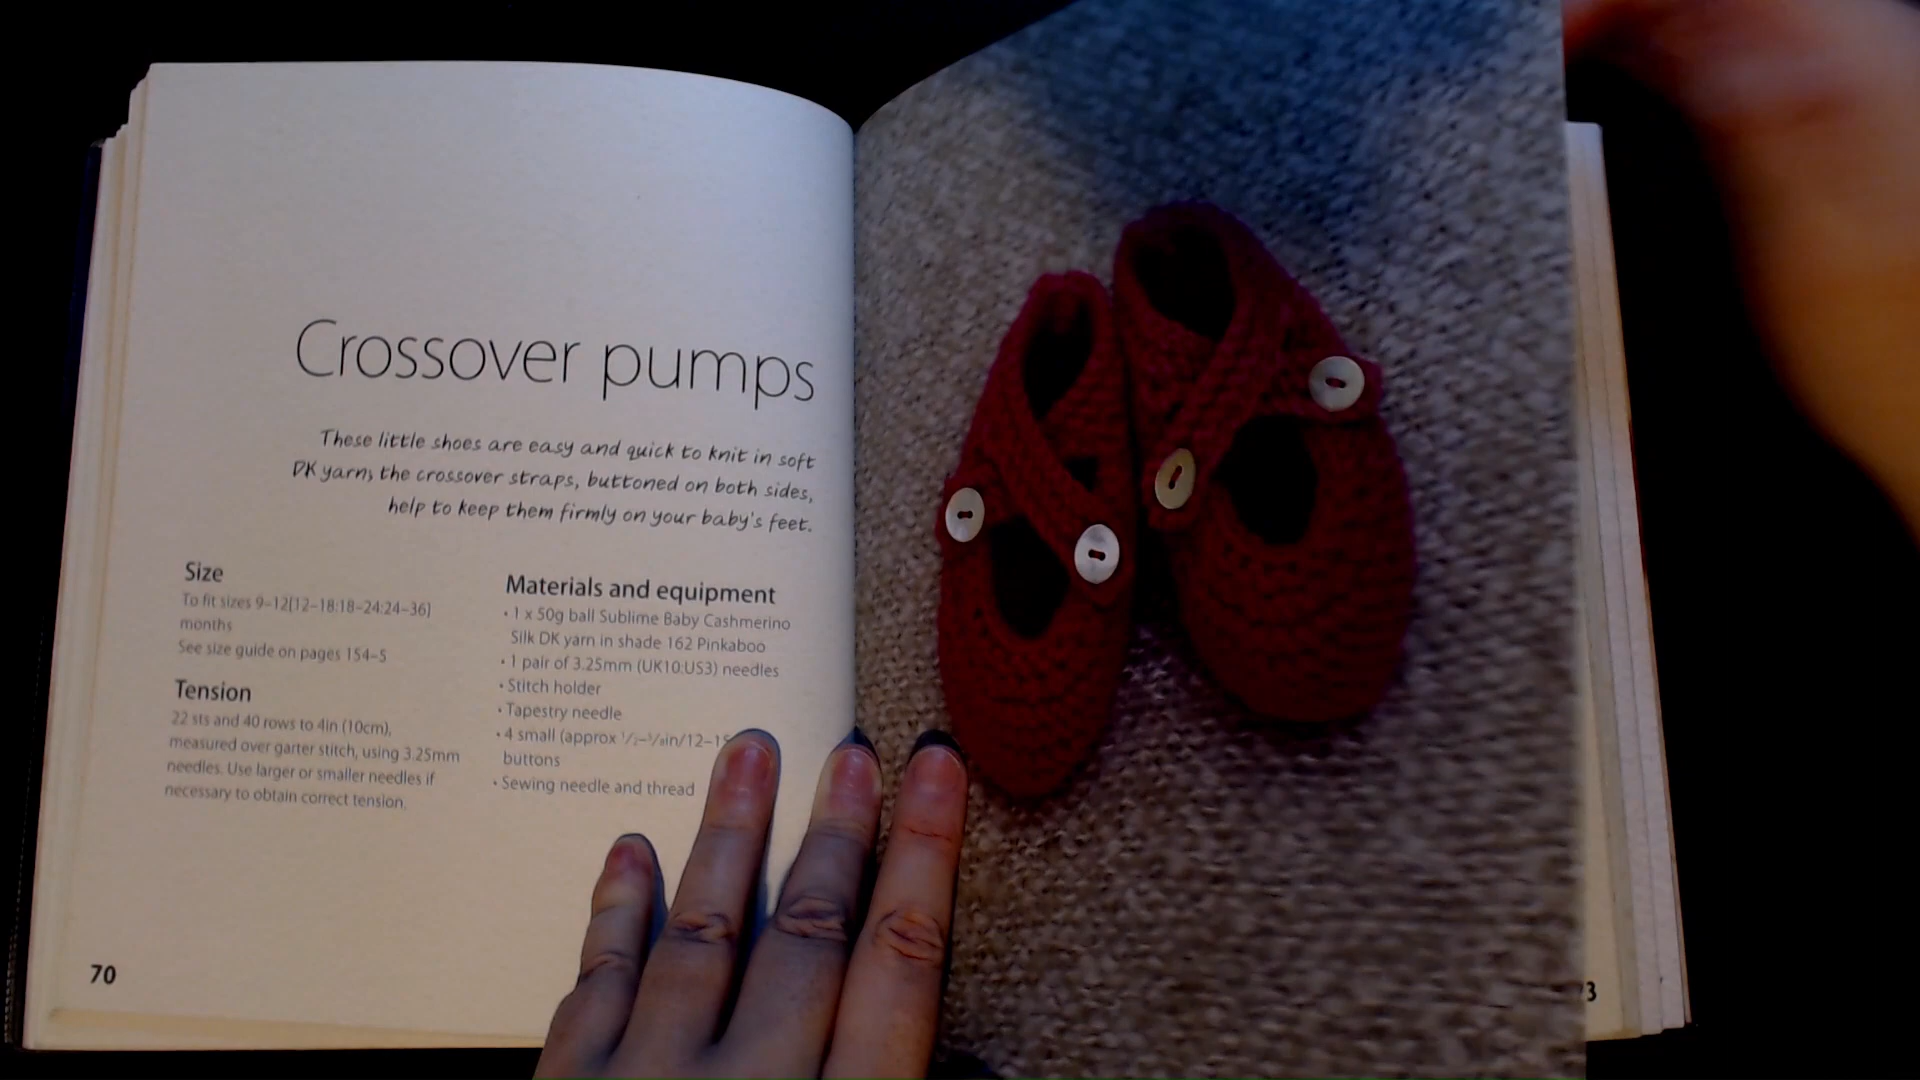 Crossover pumps
These little shoes are easy and quick to knit in soft
DK yarn; the crossover straps, buttoned on both sides,
help to keep them firmly on your baby's feet.
Size
To fit sizes 9–12[12–18:18–24:24–36]
months
See size guide on pages 154–5
Tension
22 sts and 40 rows to 4in (10cm),
measured over garter stitch, using 3.25mm
needles. Use larger or smaller needles if
necessary to obtain correct tension.
Materials and equipment
• 1 x 50g ball Sublime Baby Cashmerino
Silk DK yarn in shade 162 Pinkaboo
• 1 pair of 3.25mm (UK10:US3) needles
• Stitch holder
• Tapestry needle
• 4 small (approx
buttons
• Sewing needle and thread
70
3